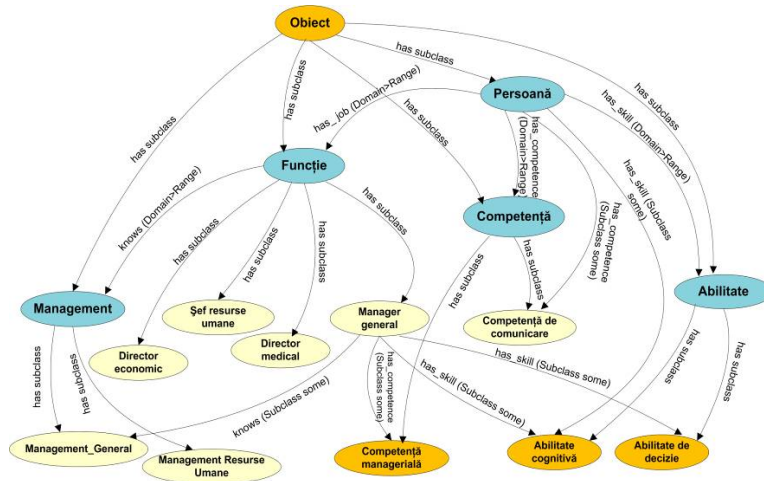 Obiect
has subclass
Persoană
has subclass
has subclass
has_job (Domain>Range)
has subclass
has_competence
(Domain>Range)
has_skill (Domain>Range)
has subclass
Funcție
knows (Domain>Range)
has subclass
has subclass
has subclass
has subclass
Competență
has_competence
(Subclass some)
has_skill (Subclass
some)
has subclass
has subclass
Abilitate
Management
Șef resurse
umane
Manager
general
Competență de
comunicare
Director
economic
Director
medical
has subclass
has subclass
knows (Subclass some)
has_competence
(Subclass some)
has_skill (Subclass some)
has_skill (Subclass some)
has subclass
has subclass
Management_General
Management Resurse
Umane
Competență
managerială
Abilitate
cognitivă
Abilitate de
decizie